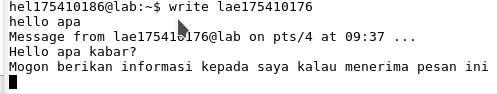 hel175410186@lab:~$ write lae175410176
hello apa
Message from lae175410176@lab on pts/4 at 09:37 ...
Hello apa kabar?
Mogon berikan informasi kepada saya kalau menerima pesan ini